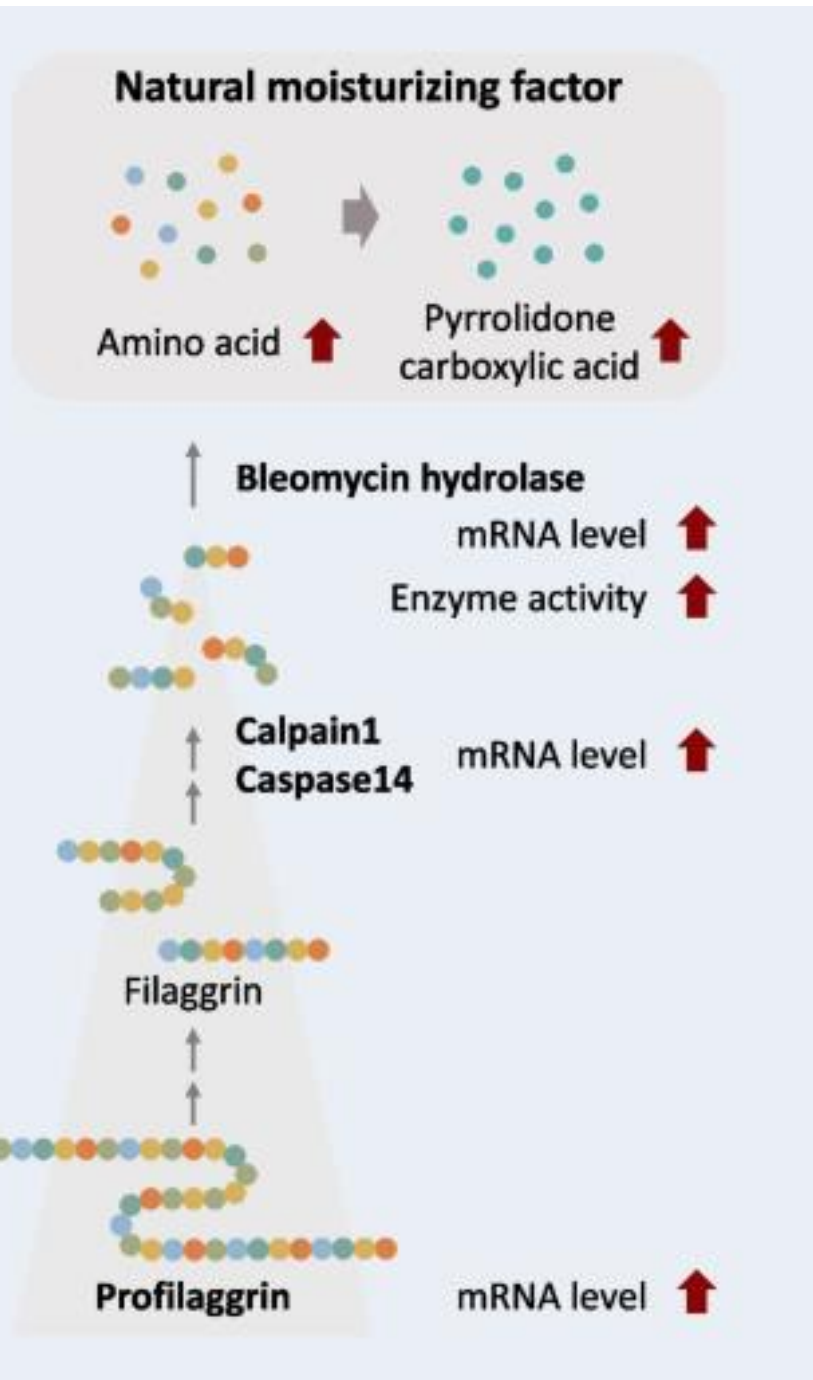 Natural moisturizing factor
Amino acid
Pyrrolidone
carboxylic acid
Bleomycin hydrolase
mRNA level
Enzyme activity
Calpain1
Caspase14
mRNA level
Filaggrin
Profilaggrin
mRNA level